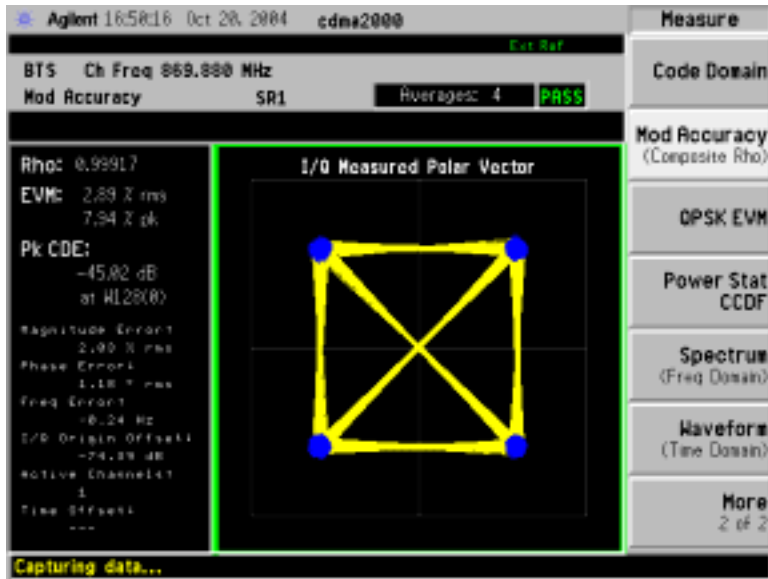 Agilent 16:50:16 Oct 20, 2004 cdma2000
Ext Ref
BTS Ch Freq 869.880 MHz
Mod Accuracy SR1 Averages: 4 PASS
Rho: 0.99917
EVM: 2.89 % rms
7.94 % pk
Pk CDE:
-45.02 dB
at W128(0)
Magnitude Error:
rms
Phase Error:
1.18 ° rms
Freq Error:
-0.24 Hz
I/Q Origin Offset:
dB
Active Channels:
1
Time Offset:
---
I/Q Measured Polar Vector
Capturing data...
Measure
Code Domain
Mod Accuracy
(Composite Rho)
QPSK EVM
Power Stat
CCDF
Spectrum
(Freq Domain)
Waveform
(Time Domain)
More
2 of 2